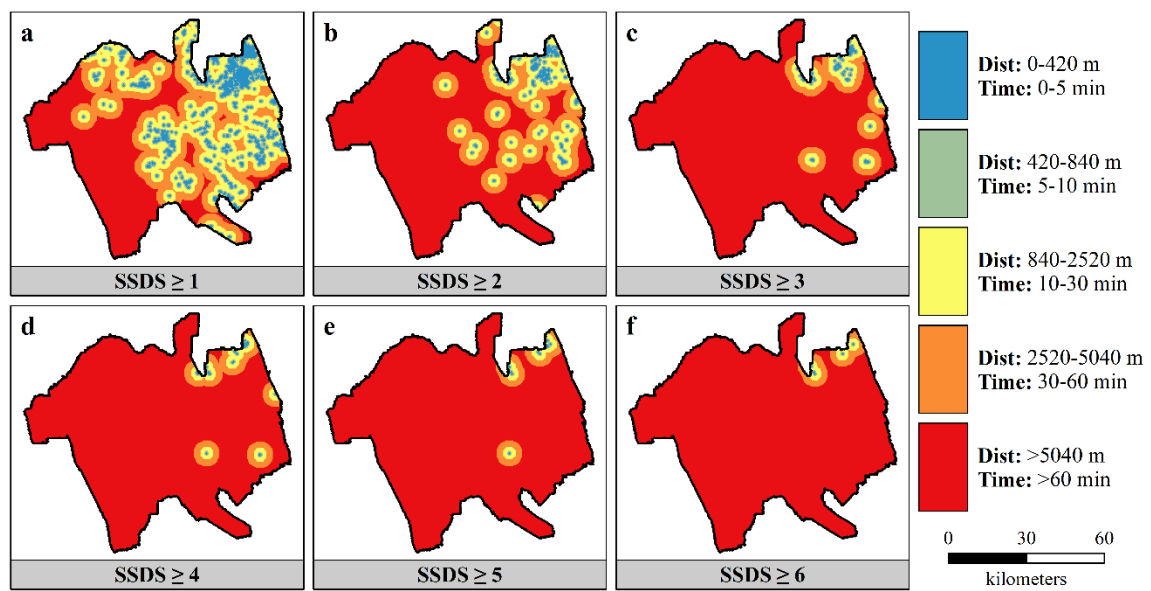 a
b
c
SSDS ≥ 1
SSDS ≥ 2
SSDS ≥ 3
d
e
f
SSDS ≥ 4
SSDS ≥ 5
SSDS ≥ 6
Dist: 0-420 m
Time: 0-5 min
Dist: 420-840 m
Time: 5-10 min
Dist: 840-2520 m
Time: 10-30 min
Dist: 2520-5040 m
Time: 30-60 min
Dist: >5040 m
Time: >60 min
0 30 60
kilometers